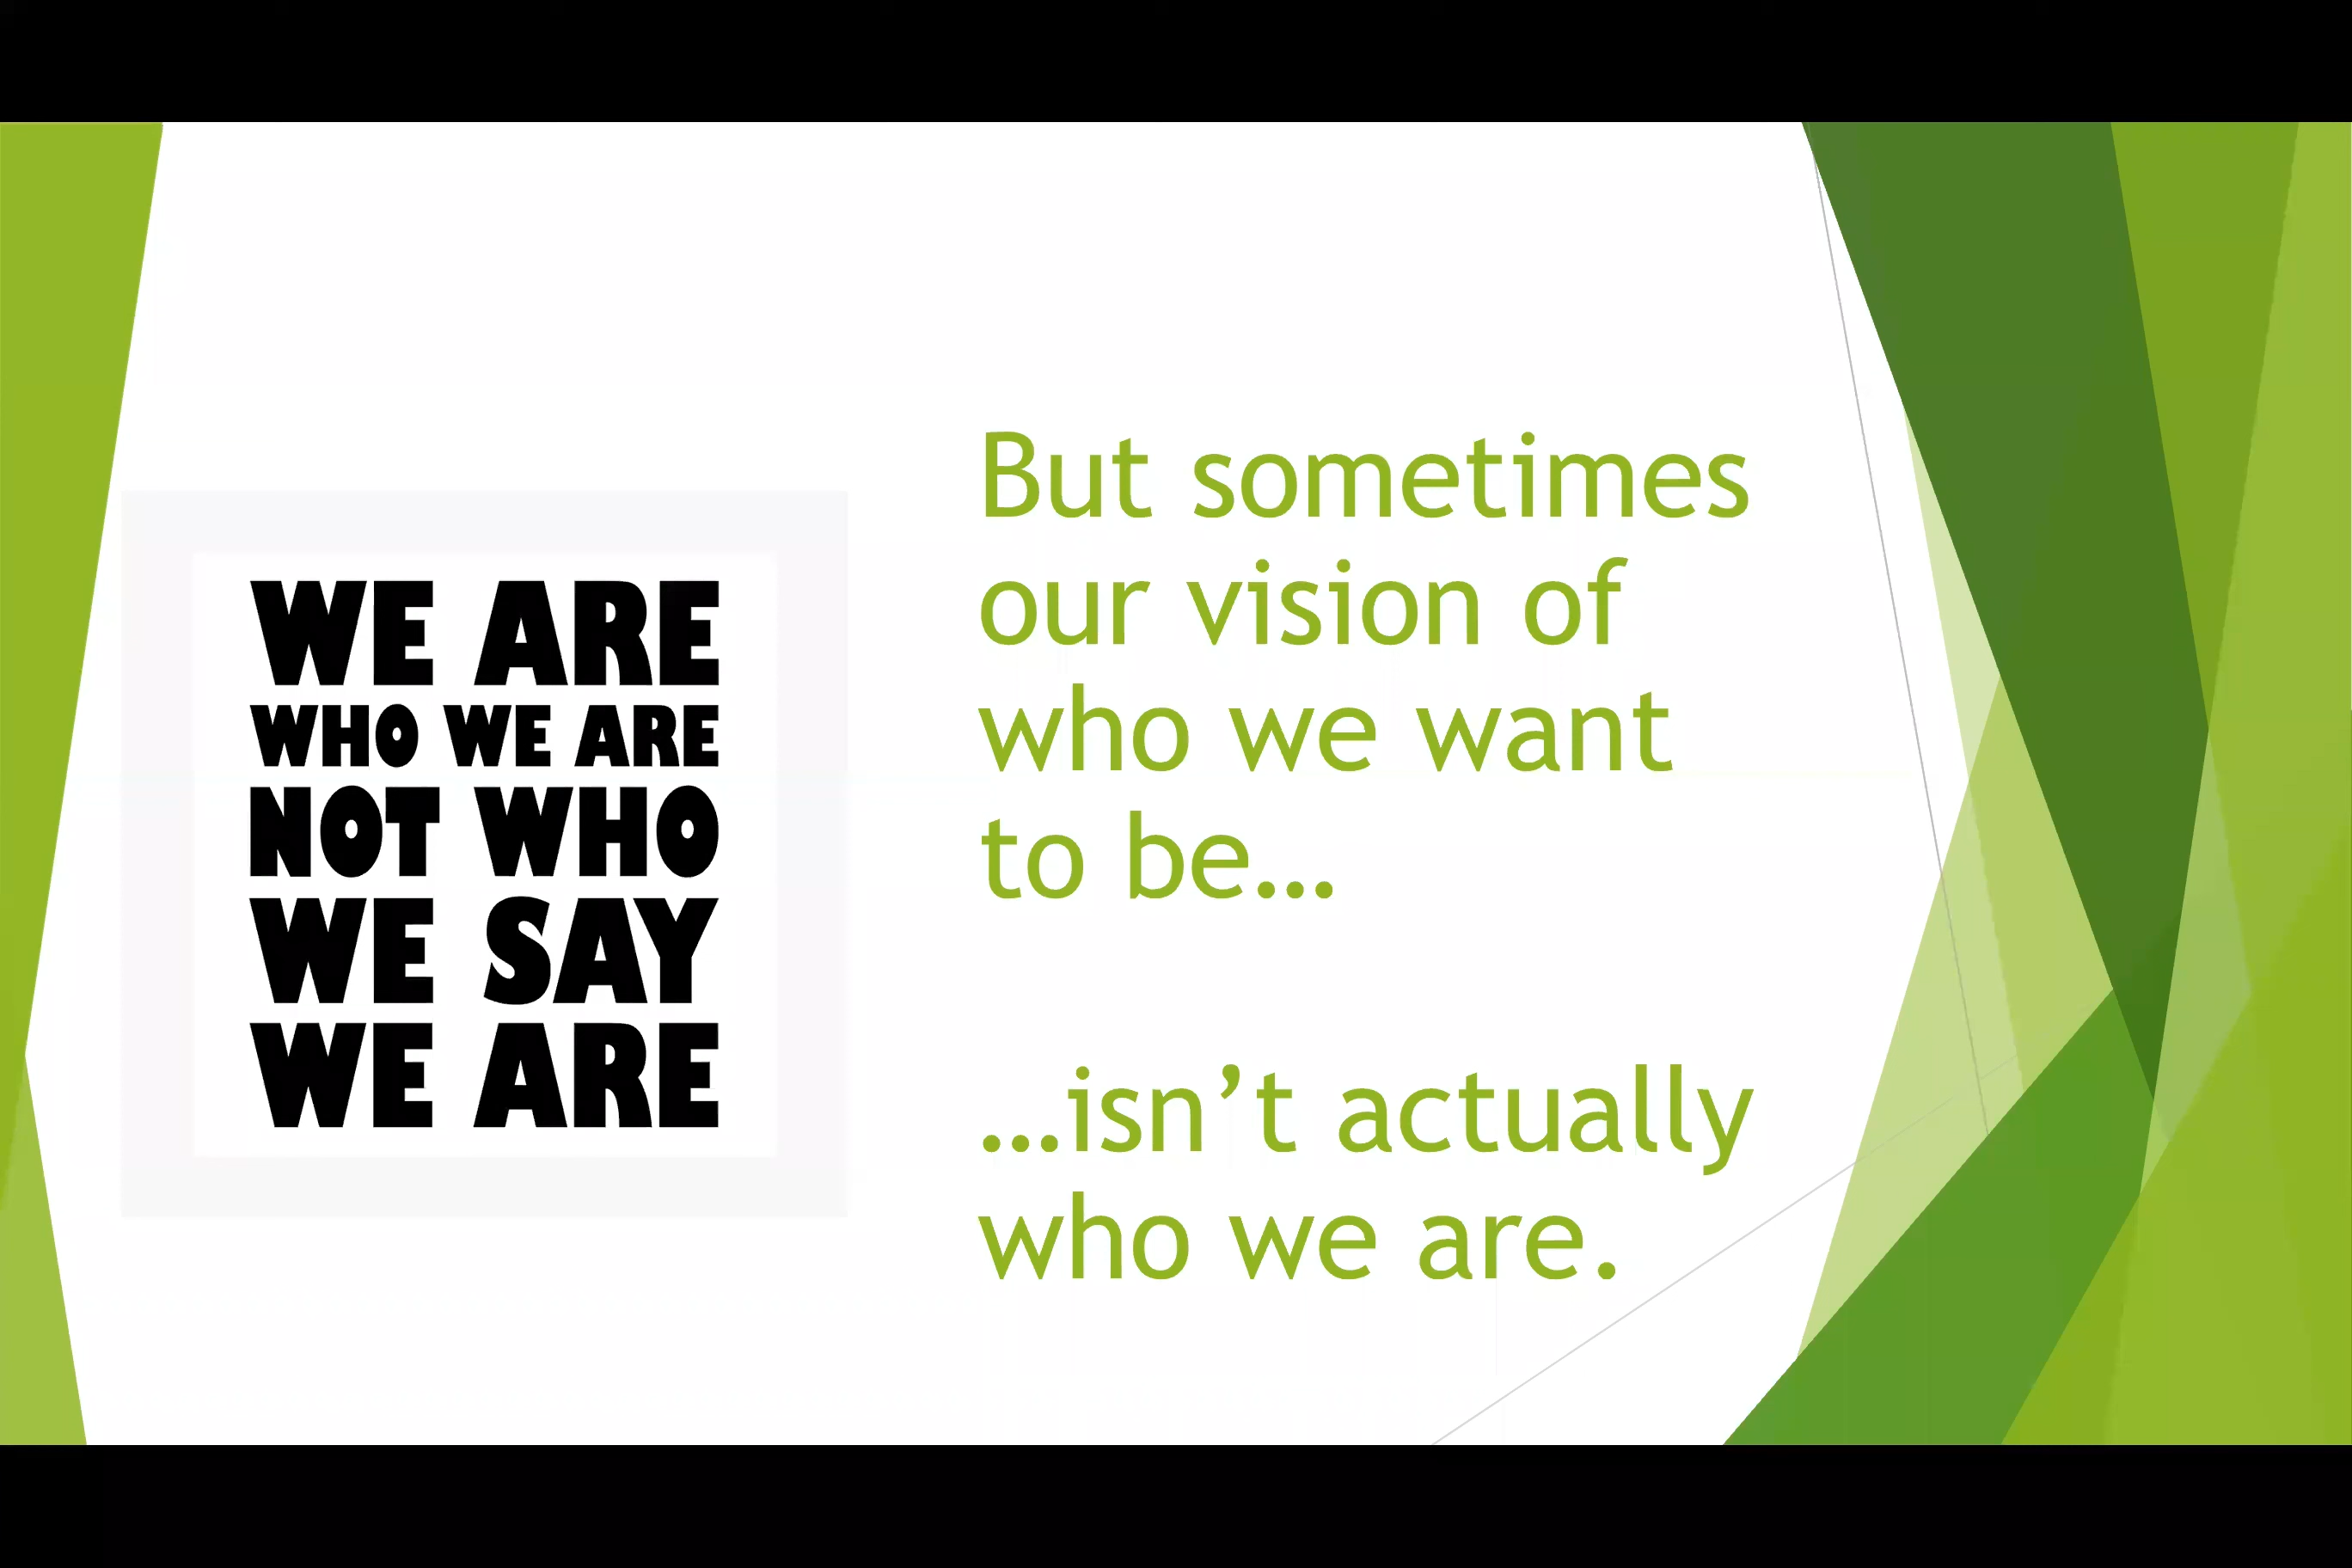 WE ARE
WHO WE ARE
NOT WHO
WE SAY
WE ARE
But sometimes
our vision of
who we want
to be...
...isn’t actually
who we are.